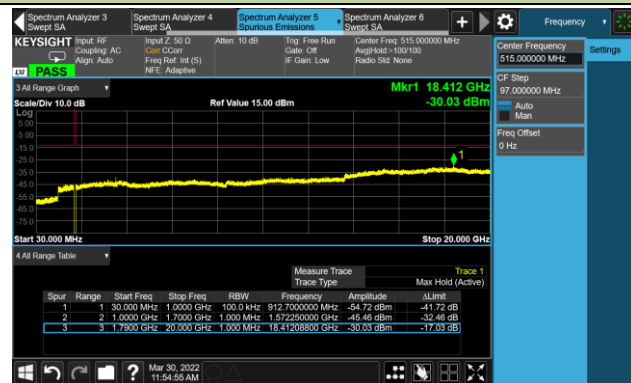 Spectrum Analyzer 3
Swept SA
Spectrum Analyzer 4
Swept SA
Spectrum Analyzer 5
Spurious Emissions
Spectrum Analyzer 6
Swept SA
Frequency
KEYSIGHT
Input: RF
Coupling: AC
Align: Auto
Input Z: 50 Ω
Corr CCorr
Freq Ref: Int (S)
NFE: Adaptive
Atten: 10 dB
Trig: Free Run
Gate: Off
IF Gain: Low
Center Freq: 515.000000 MHz
Avg|Hold:>100/100
Radio Std: None
LXI PASS
Center Frequency
515.000000 MHz
Settings
CF Step
97.000000 MHz
Auto
Man
Freq Offset
0 Hz
3 All Range Graph
Mkr1 18.412 GHz
-30.03 dBm
Scale/Div 10.0 dB
Ref Value 15.00 dBm
Log
5.00
-5.00
-15.0
-25.0
-35.0
-45.0
-55.0
-65.0
-75.0
1
Start 30.000 MHz
Stop 20.000 GHz
4 All Range Table
Measure Trace Trace 1
Trace Type Max Hold (Active)
Spur Range Start Freq Stop Freq RBW Frequency Amplitude ΔLimit
1 1 30.000 MHz 1.0000 GHz 100.0 kHz 912.7000000 MHz -54.72 dBm -41.72 dB
2 2 1.0000 GHz 1.7000 GHz 1.000 MHz 1.572250000 GHz -45.46 dBm -32.46 dB
3 3 1.7900 GHz 20.000 GHz 1.000 MHz 18.41208800 GHz -30.03 dBm -17.03 dB
?
Mar 30, 2022
11:54:55 AM